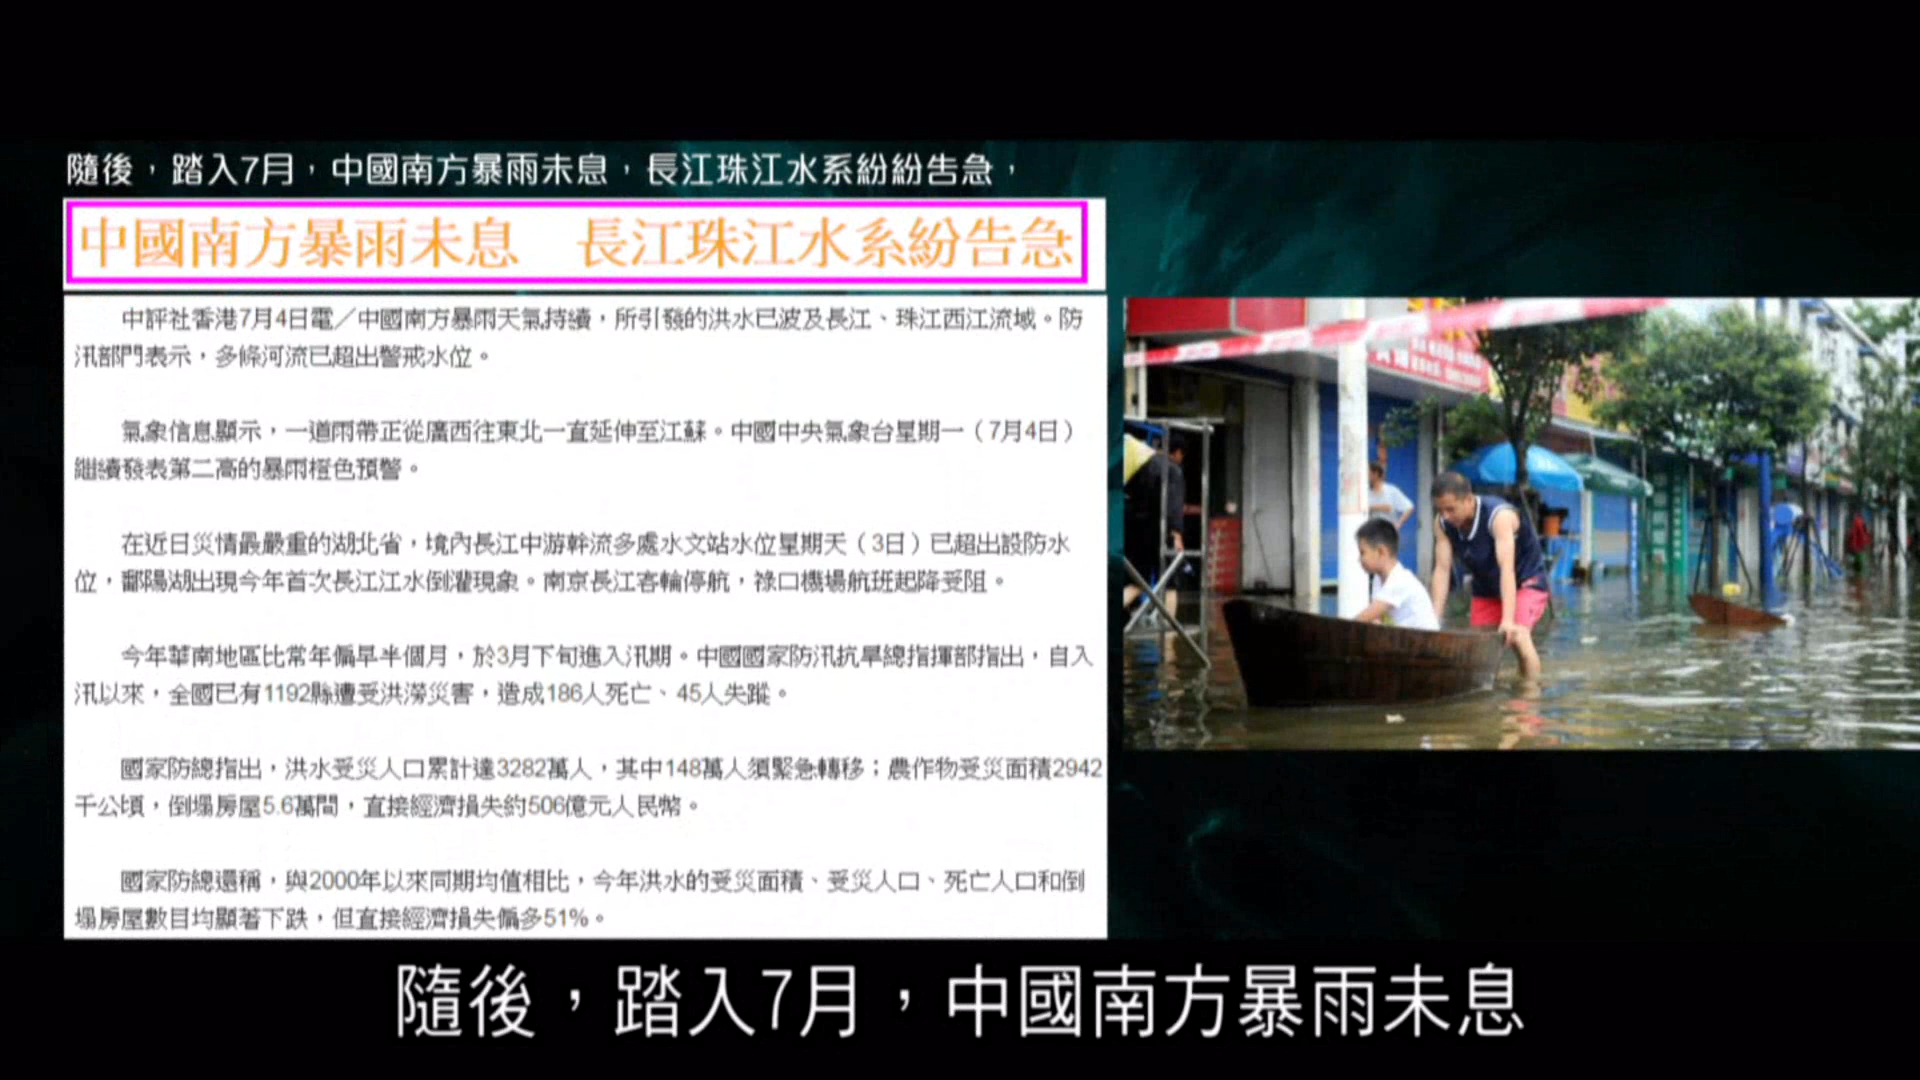 隨後，踏入7月，中國南方暴雨未息，長江珠江水系紛紛告急，
中國南方暴雨未息　長江珠江水系紛告急
中評社香港7月4日電／中國南方暴雨天氣持續，所引發的洪水已波及長江、珠江西江流域。防
汛部門表示，多條河流已超出警戒水位。
氣象信息顯示，一道雨帶正從廣西往東北一直延伸至江蘇。中國中央氣象台星期一（7月4日）
繼續發表第二高的暴雨橙色預警。
在近日災情最嚴重的湖北省，境內長江中游幹流多處水文站水位星期天（3日）已超出設防水
位，鄱陽湖出現今年首次長江江水倒灌現象。南京長江客輪停航，祿口機場航班起降受阻。
今年華南地區比常年偏早半個月，於3月下旬進入汛期。中國國家防汛抗旱總指揮部指出，自入
汛以來，全國已有1192縣遭受洪澇災害，造成186人死亡、45人失蹤。
國家防總指出，洪水受災人口累計達3282萬人，其中148萬人須緊急轉移；農作物受災面積2942
千公頃，倒塌房屋5.6萬間，直接經濟損失約506億元人民幣。
國家防總還稱，與2000年以來同期均值相比，今年洪水的受災面積、受災人口、死亡人口和倒
塌房屋數目均顯著下跌，但直接經濟損失偏多51%。
隨後，踏入7月，中國南方暴雨未息